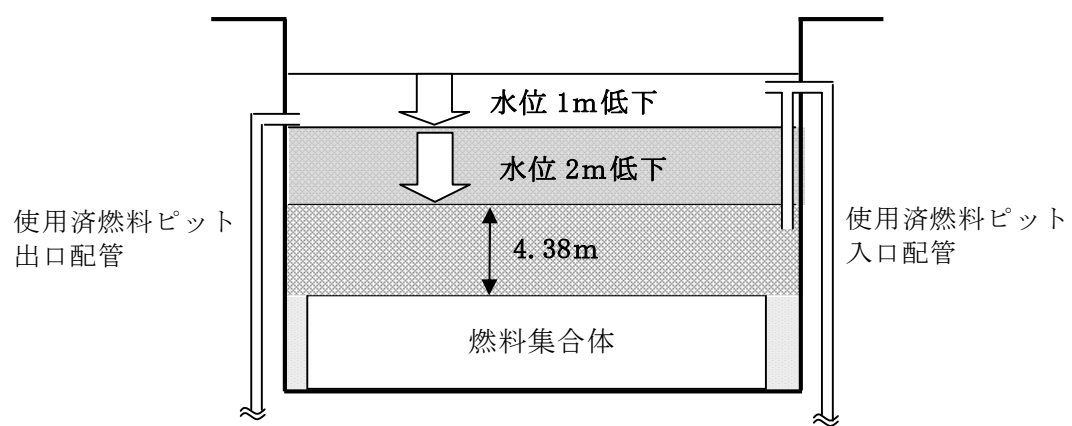 水位 1m低下
水位 2m低下
使用済燃料ピット
出口配管
4.38m
使用済燃料ピット
入口配管
燃料集合体